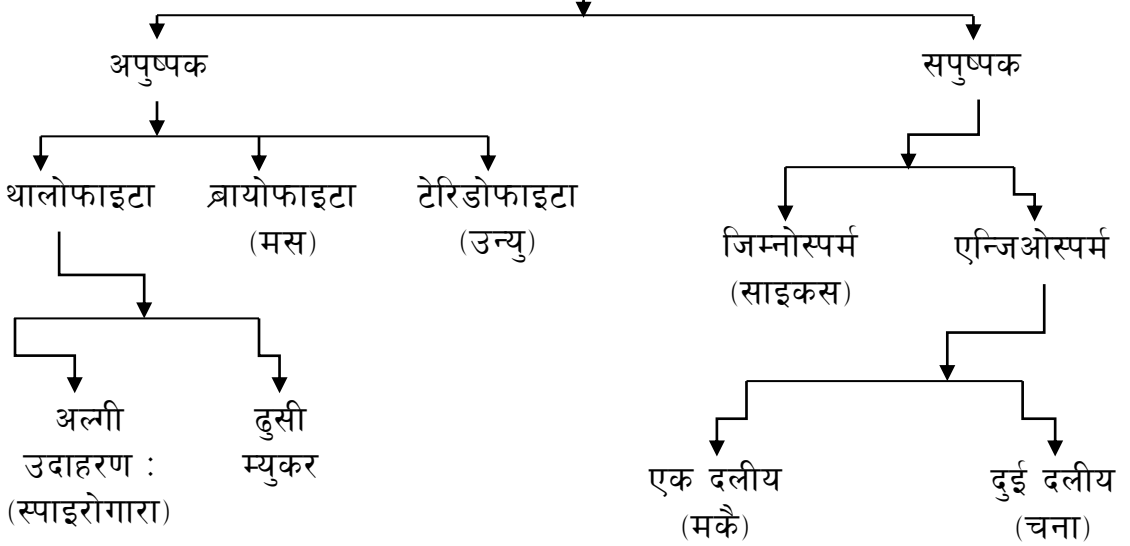 अपुष्पक
सपुष्पक
थालोफाइटा
ब्रायोफाइटा
(मस)
टेरिडोफाइटा
(उन्यु)
जिम्नोस्पर्म
(साइकस)
एन्जिओस्पर्म
अल्गी
उदाहरण :
(स्पाइरोगारा)
ढुसी
म्युकर
एक दलीय
(मकै)
दुई दलीय
(चना)